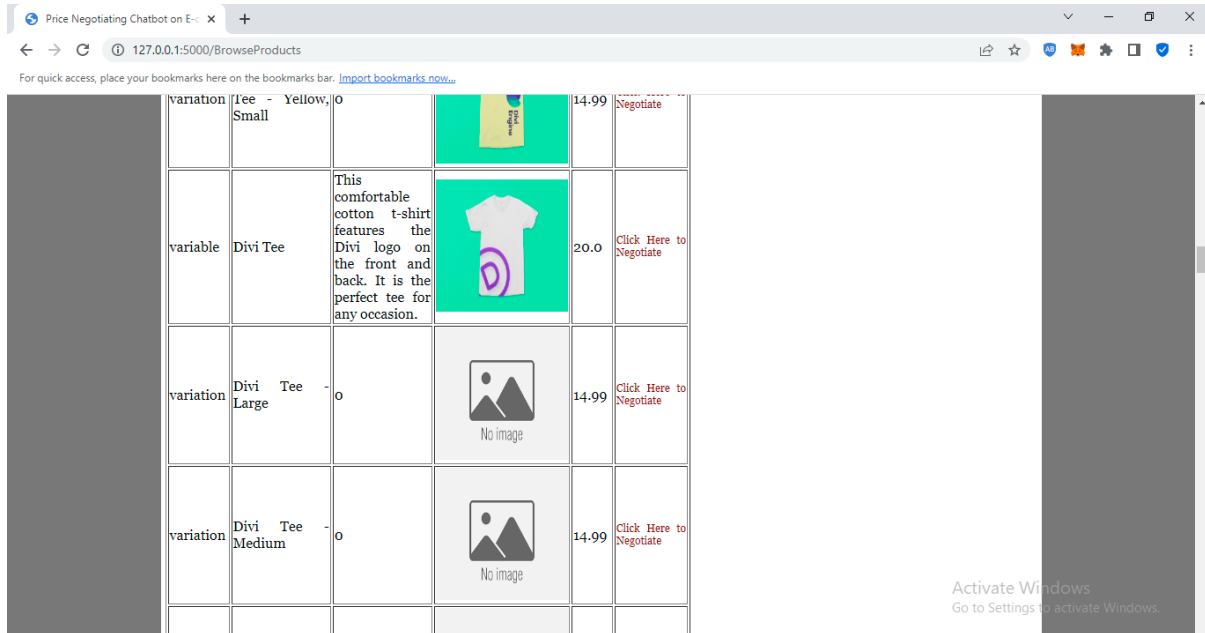 Price Negotiating Chatbot on E-c
127.0.0.1:5000/BrowseProducts
For quick access, place your bookmarks here on the bookmarks bar. Import bookmarks now...
variation
Tee - Yellow,
Small
0
Divi
Engine
14.99
Negotiate
variable
Divi Tee
This
comfortable
cotton t-shirt
features the
Divi logo on
the front and
back. It is the
perfect tee for
any occasion.
D
20.0
Click Here to
Negotiate
variation
Divi Tee -
Large
0
No image
14.99
Click Here to
Negotiate
variation
Divi Tee -
Medium
0
No image
14.99
Click Here to
Negotiate
Activate Windows
Go to Settings to activate Windows.